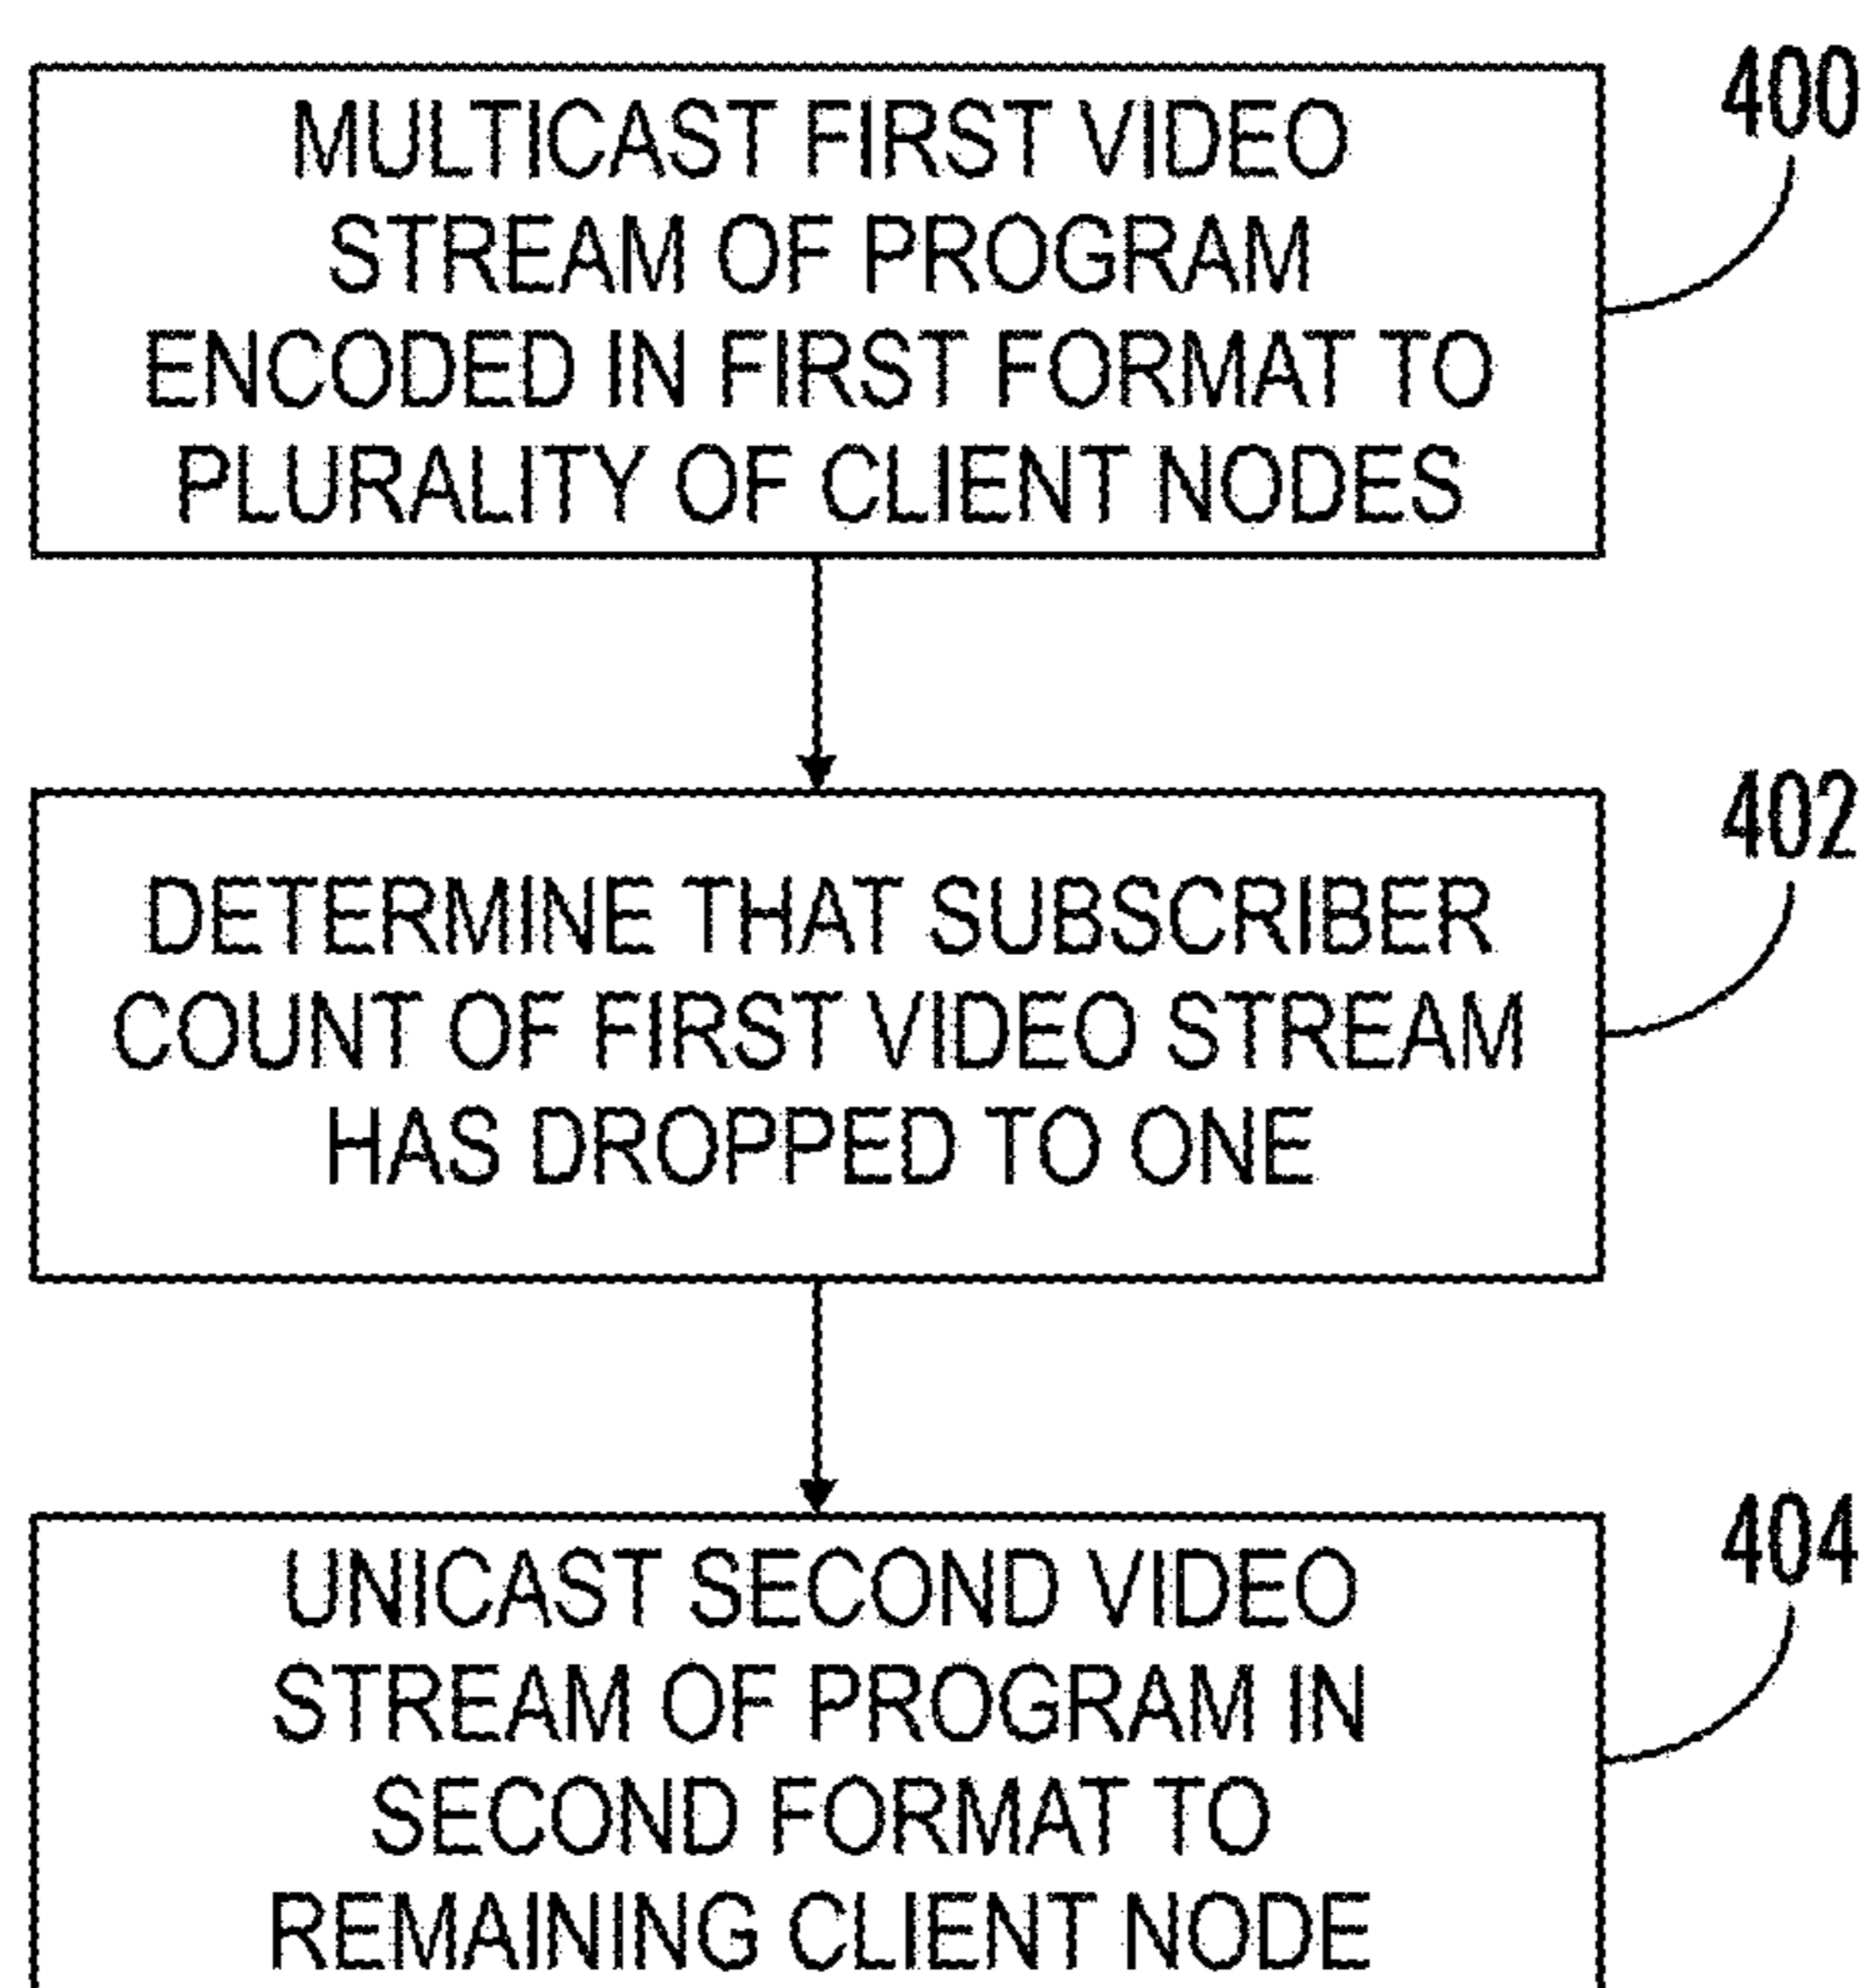 400
MULTICAST FIRST VIDEO
STREAM OF PROGRAM
ENCODED IN FIRST FORMAT TO
PLURALITY OF CLIENT NODES
402
DETERMINE THAT SUBSCRIBER
COUNT OF FIRST VIDEO STREAM
HAS DROPPED TO ONE
404
UNICAST SECOND VIDEO
STREAM OF PROGRAM IN
SECOND FORMAT TO
REMAINING CLIENT NODE